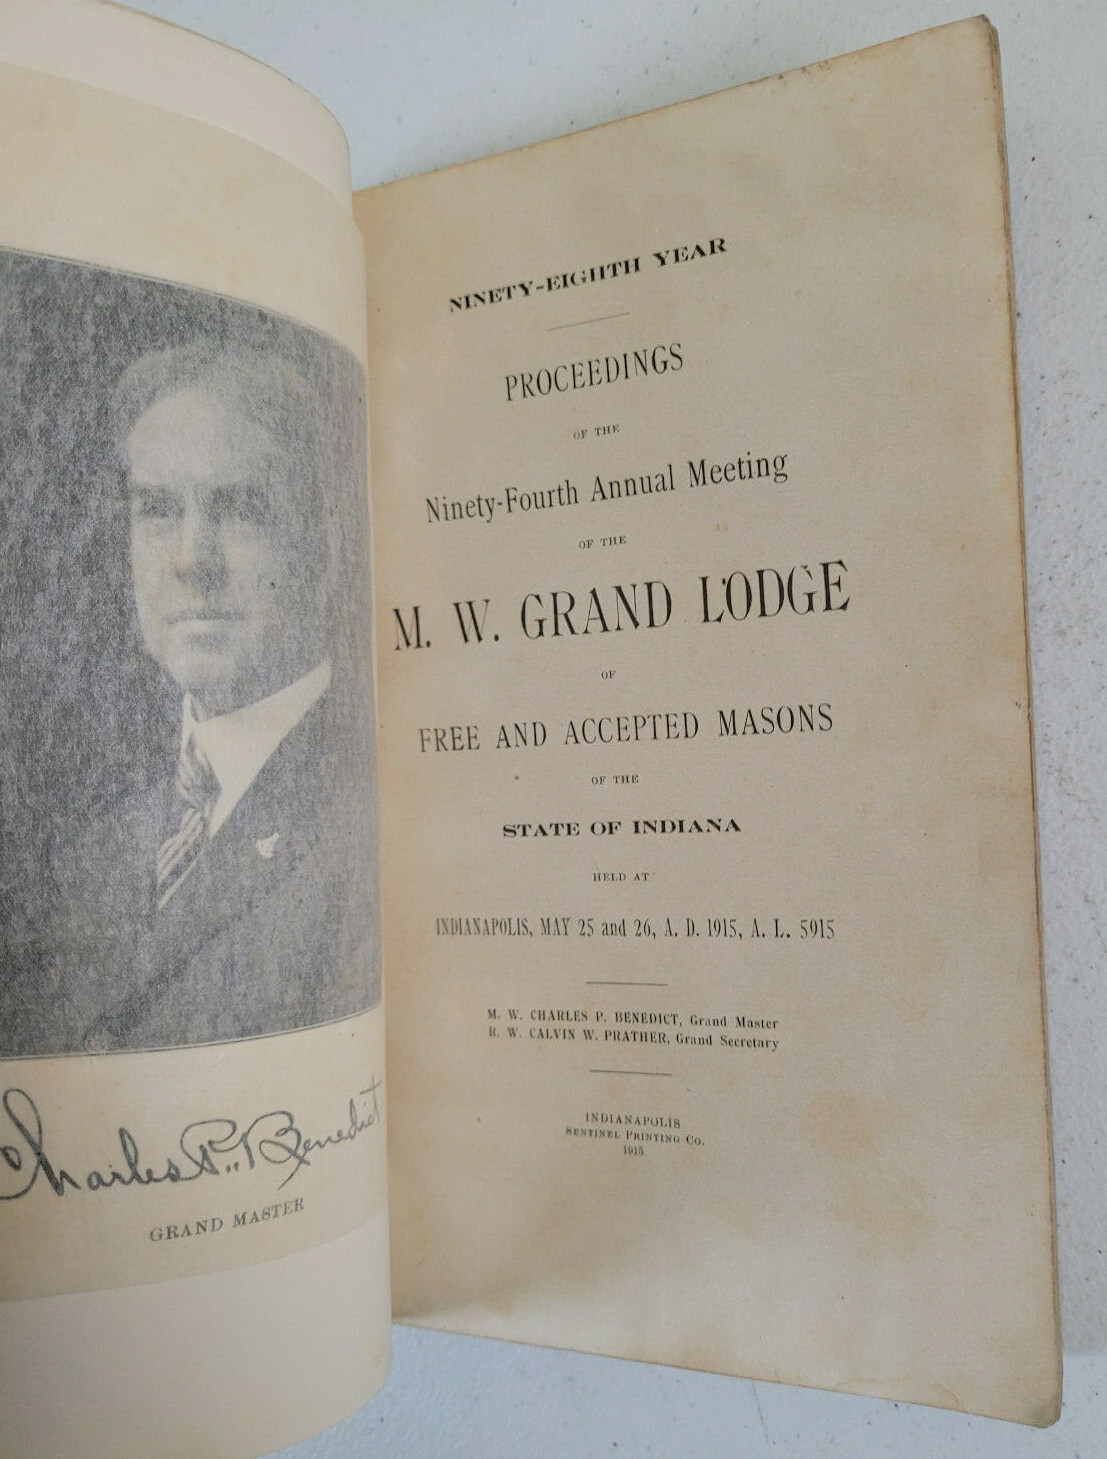 Charles P. Benedict
GRAND MASTER
NINETY-EIGHTH YEAR
PROCEEDINGS
OF THE
Ninety-Fourth Annual Meeting
OF THE
M. W. GRAND LODGE
OF
FREE AND ACCEPTED MASONS
OF THE
STATE OF INDIANA
HELD AT
INDIANAPOLIS, MAY 25 and 26, A. D. 1915, A. L. 5915
M. W. CHARLES P. BENEDICT, Grand Master
R. W. CALVIN W. PRATHER, Grand Secretary
INDIANAPOLIS
SENTINEL PRINTING CO.
1915